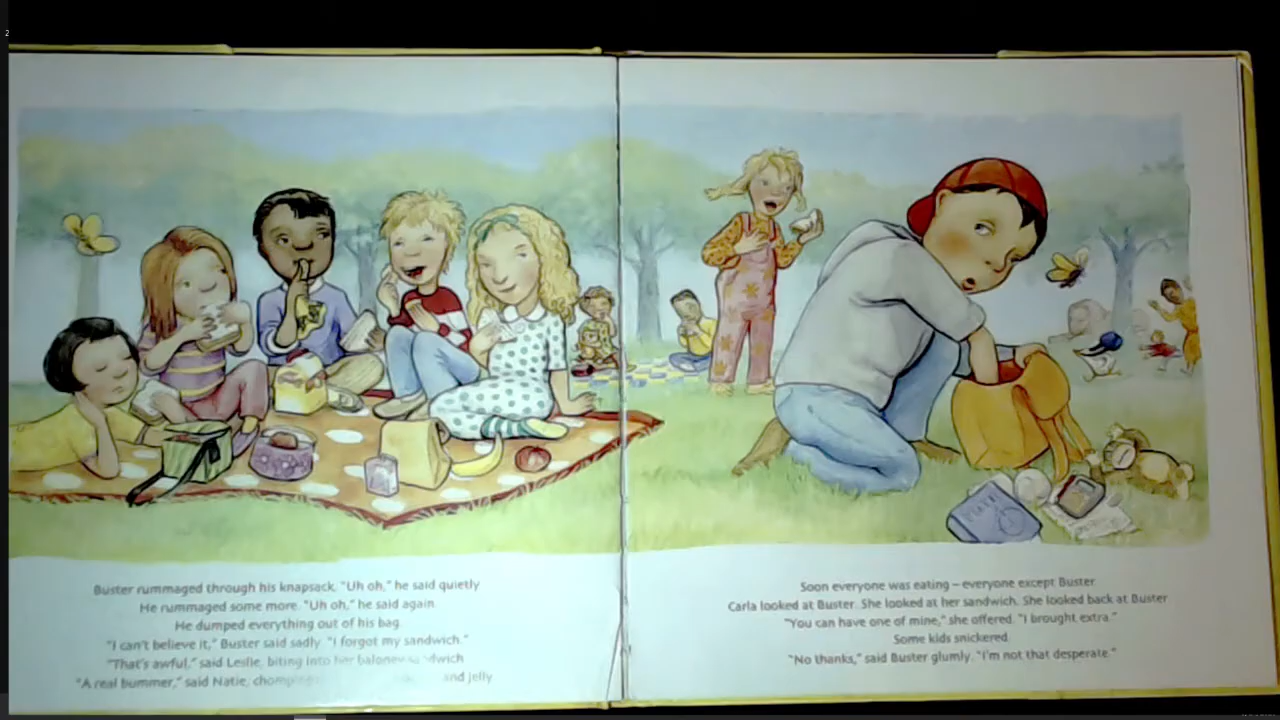 Buster rummaged through his knapsack. "Uh oh," he said quietly.
He rummaged some more. "Uh oh," he said again.
He dumped everything out of his bag.
"I can't believe it," Buster said sadly. "I forgot my sandwich."
"That's awful," said Leslie, biting into her baloney sandwich.
"A real bummer," said Natie, chomping and jelly
Soon everyone was eating – everyone except Buster.
Carla looked at Buster. She looked at her sandwich. She looked back at Buster.
"You can have one of mine," she offered. "I brought extra."
Some kids snickered.
"No thanks," said Buster glumly. "I'm not that desperate."
MATH
2